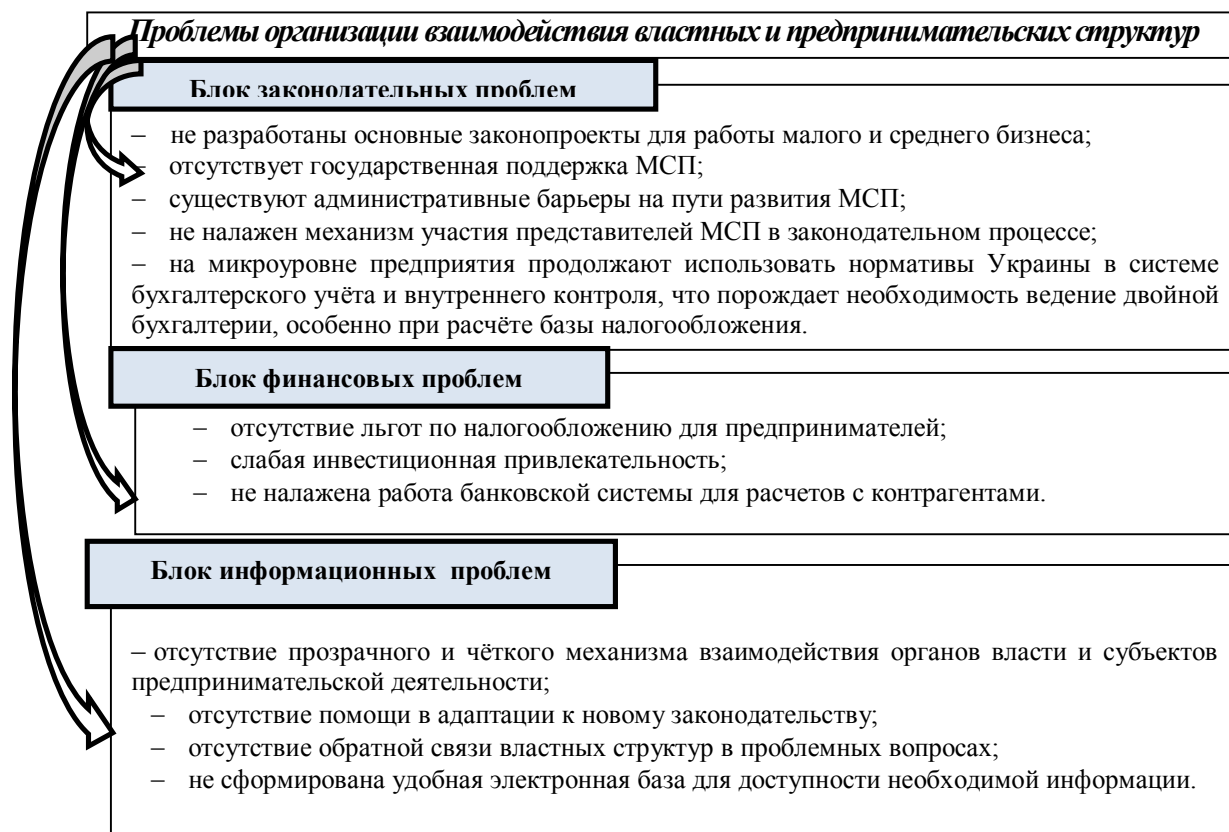 Проблемы организации взаимодействия властных и предпринимательских структур
Блок законодательных проблем
– не разработаны основные законопроекты для работы малого и среднего бизнеса;
– отсутствует государственная поддержка МСП;
– существуют административные барьеры на пути развития МСП;
– не налажен механизм участия представителей МСП в законодательном процессе;
– на микроуровне предприятия продолжают использовать нормативы Украины в системе
бухгалтерского учёта и внутреннего контроля, что порождает необходимость ведение двойной
бухгалтерии, особенно при расчёте базы налогообложения.
Блок финансовых проблем
– отсутствие льгот по налогообложению для предпринимателей;
– слабая инвестиционная привлекательность;
– не налажена работа банковской системы для расчетов с контрагентами.
Блок информационных проблем
– отсутствие прозрачного и чёткого механизма взаимодействия органов власти и субъектов
предпринимательской деятельности;
– отсутствие помощи в адаптации к новому законодательству;
– отсутствие обратной связи властных структур в проблемных вопросах;
– не сформирована удобная электронная база для доступности необходимой информации.